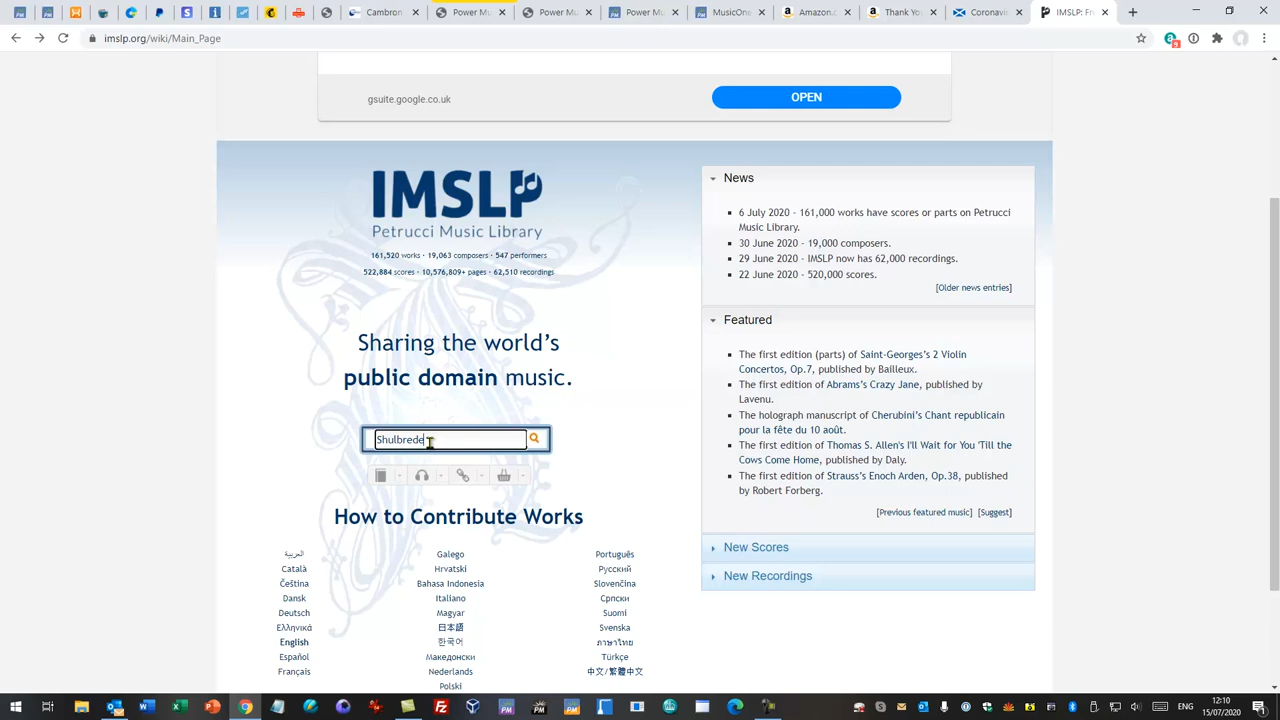 Cambron
Power Mu
Power Mu
Power Mu
MusicOne
Amazon.c
Thank Yo
Coronavi
IMSLP: Fr
imslp.org/wiki/Main_Page
9
gsuite.google.co.uk
OPEN
IMSLP
Petrucci Music Library
161,520 works · 19,063 composers · 547 performers
522,884 scores · 10,576,809+ pages · 62,510 recordings
Sharing the world's
public domain music.
Shulbrede
How to Contribute Works
العربية
Català
Čeština
Dansk
Deutsch
Ελληνικά
English
Español
Français
Galego
Hrvatski
Bahasa Indonesia
Italiano
Magyar
日本語
한국어
Македонски
Nederlands
Polski
Português
Русский
Slovenčina
Српски
Suomi
Svenska
ภาษาไทย
Türkçe
中文/繁體中文
News
6 July 2020 - 161,000 works have scores or parts on Petrucci
Music Library.
30 June 2020 - 19,000 composers.
29 June 2020 - IMSLP now has 62,000 recordings.
22 June 2020 - 520,000 scores.
[Older news entries]
Featured
The first edition (parts) of Saint-Georges's 2 Violin
Concertos, Op.7, published by Bailleux.
The first edition of Abrams's Crazy Jane, published by
Lavenu.
The holograph manuscript of Cherubini's Chant republicain
pour la fête du 10 août.
The first edition of Thomas S. Allen's I'll Wait for You 'Till the
Cows Come Home, published by Daly.
The first edition of Strauss's Enoch Arden, Op.38, published
by Robert Forberg.
[Previous featured music] [Suggest]
New Scores
New Recordings
ENG
12:10
15/07/2020